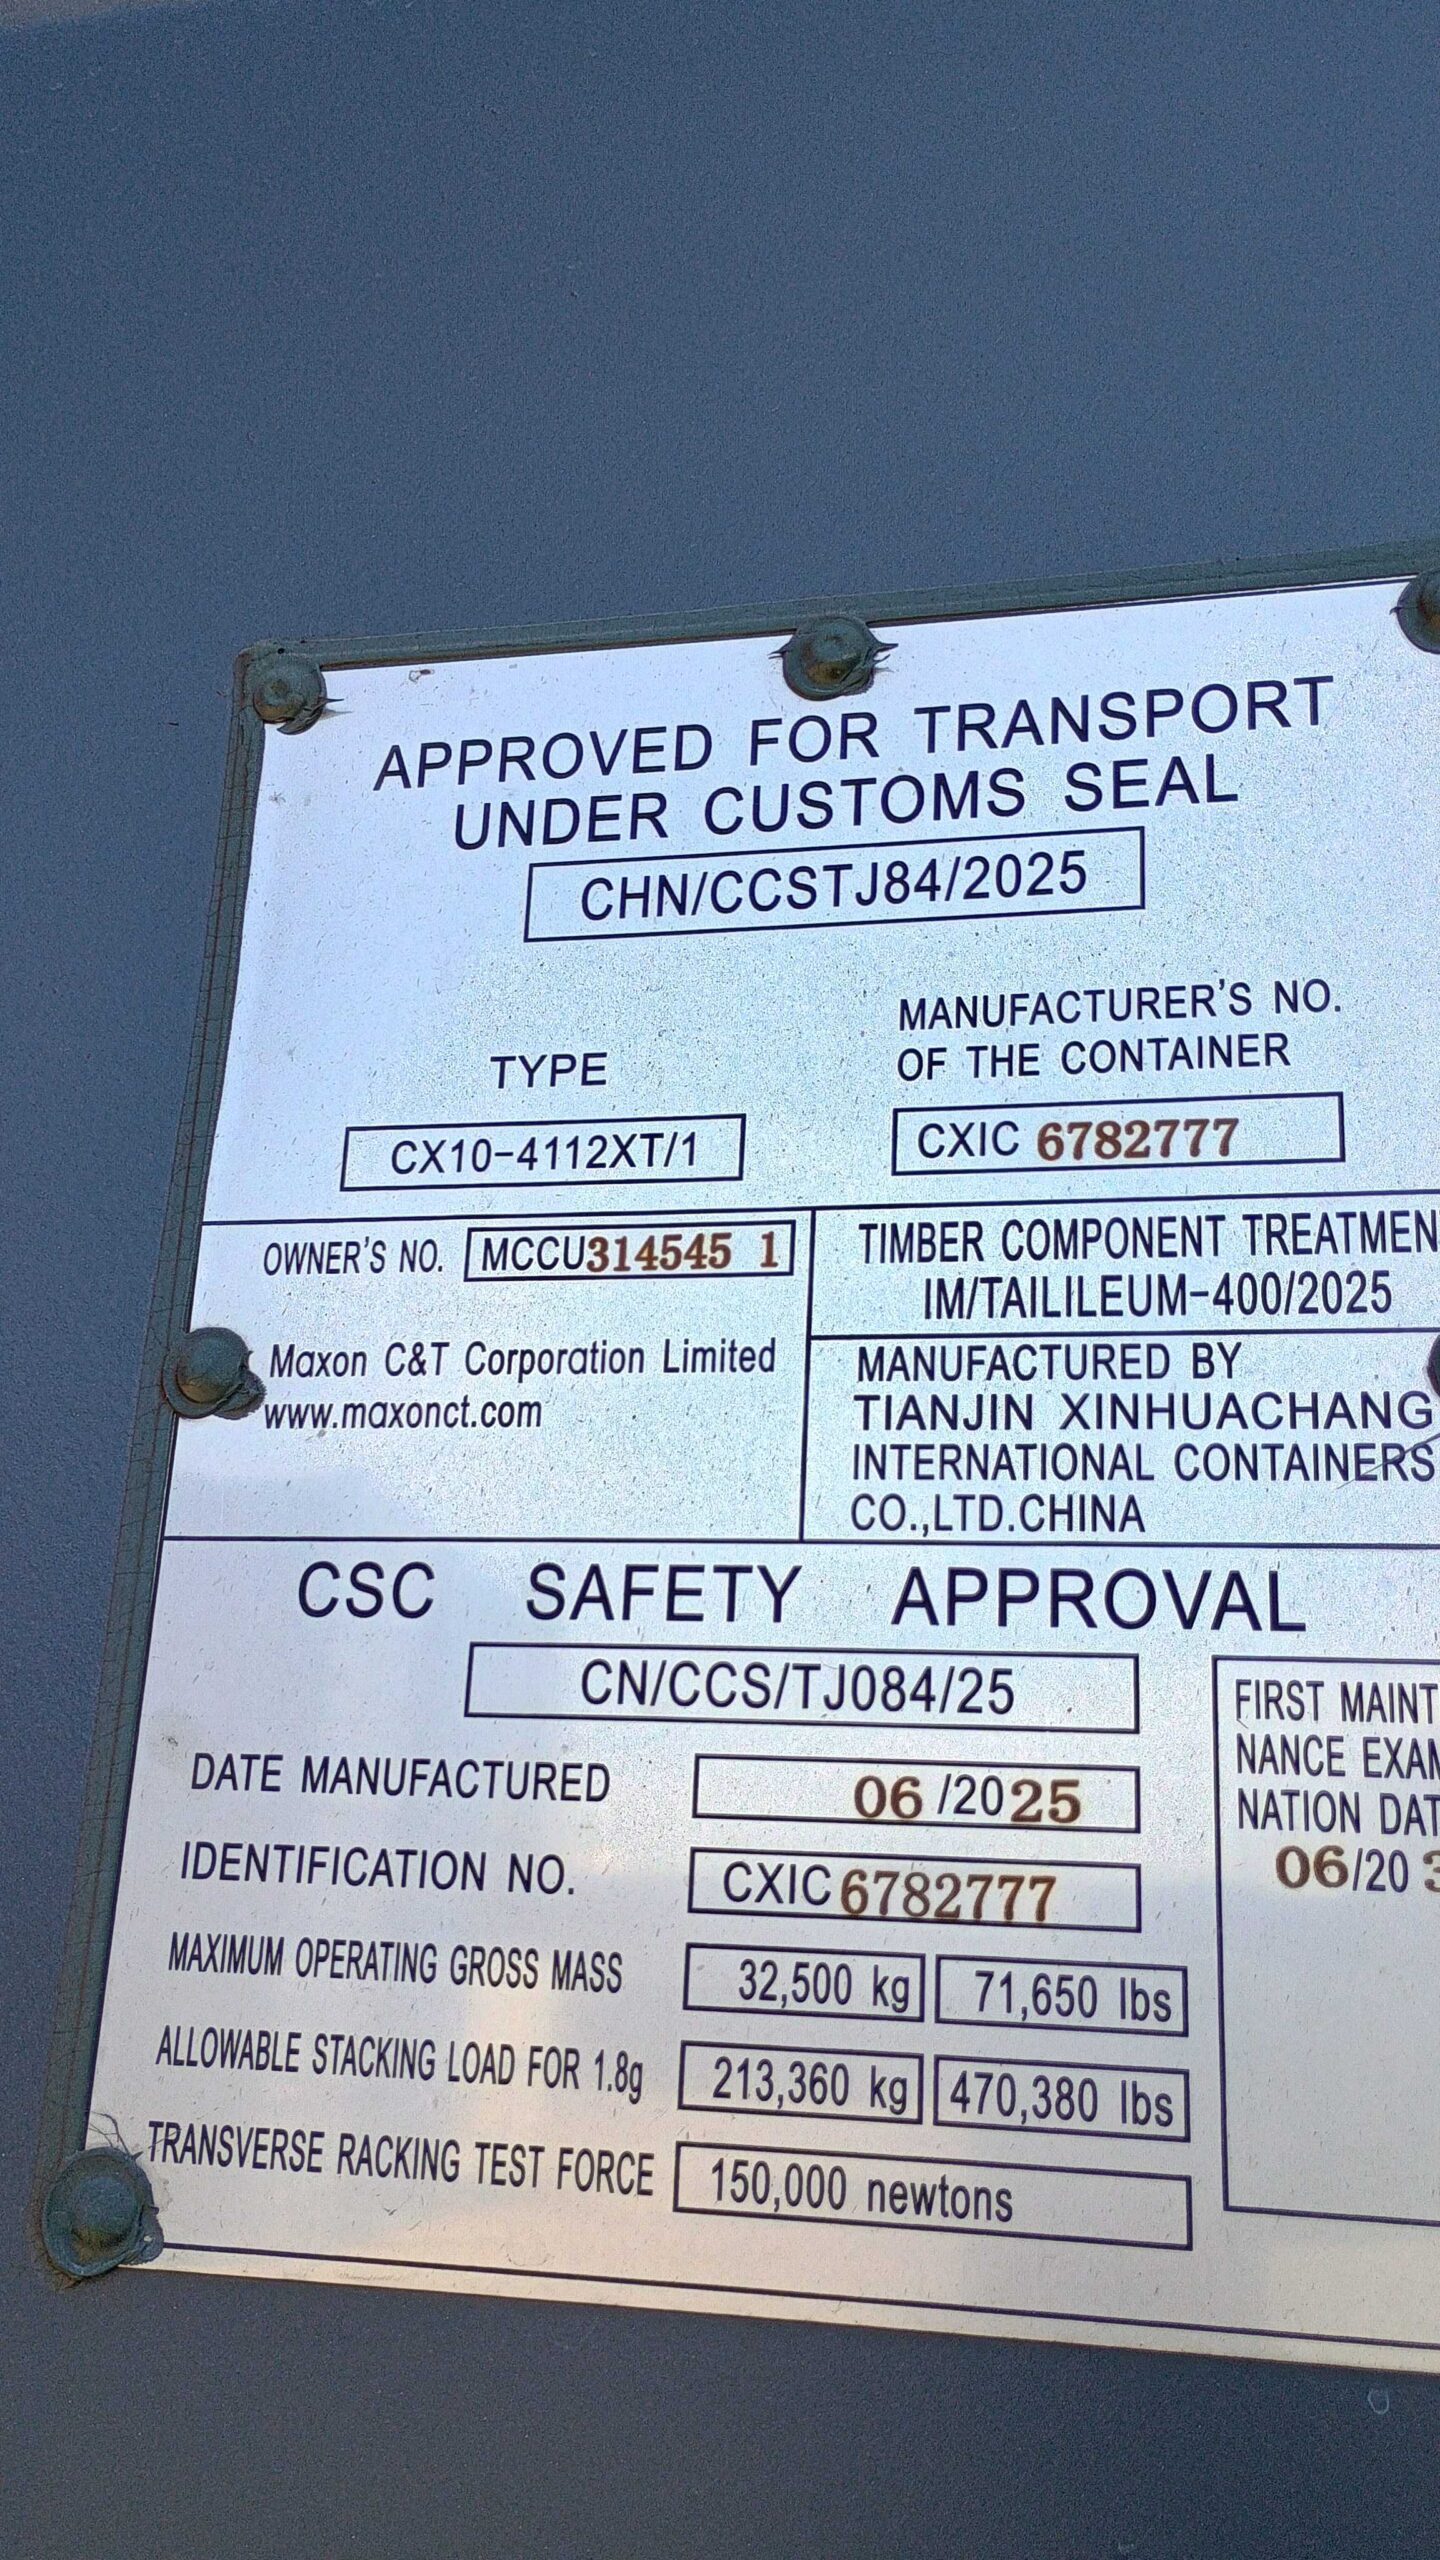 APPROVED FOR TRANSPORT
UNDER CUSTOMS SEAL
CHN/CCSTJ84/2025
TYPE
CX10-4112XT/1
MANUFACTURER'S NO.
OF THE CONTAINER
CXIC 6782777
OWNER'S NO. MCCU314545 1
Maxon C&T Corporation Limited
www.maxonct.com
TIMBER COMPONENT TREATMEN
IM/TAILILEUM-400/2025
MANUFACTURED BY
TIANJIN XINHUACHANG
INTERNATIONAL CONTAINERS
CO.,LTD.CHINA
CSC SAFETY APPROVAL
CN/CCS/TJ084/25
DATE MANUFACTURED 06/2025
IDENTIFICATION NO. CXIC6782777
MAXIMUM OPERATING GROSS MASS 32,500 kg 71,650 lbs
ALLOWABLE STACKING LOAD FOR 1.8g 213,360 kg 470,380 lbs
TRANSVERSE RACKING TEST FORCE 150,000 newtons
FIRST MAINT
NANCE EXAM
NATION DAT
06/20